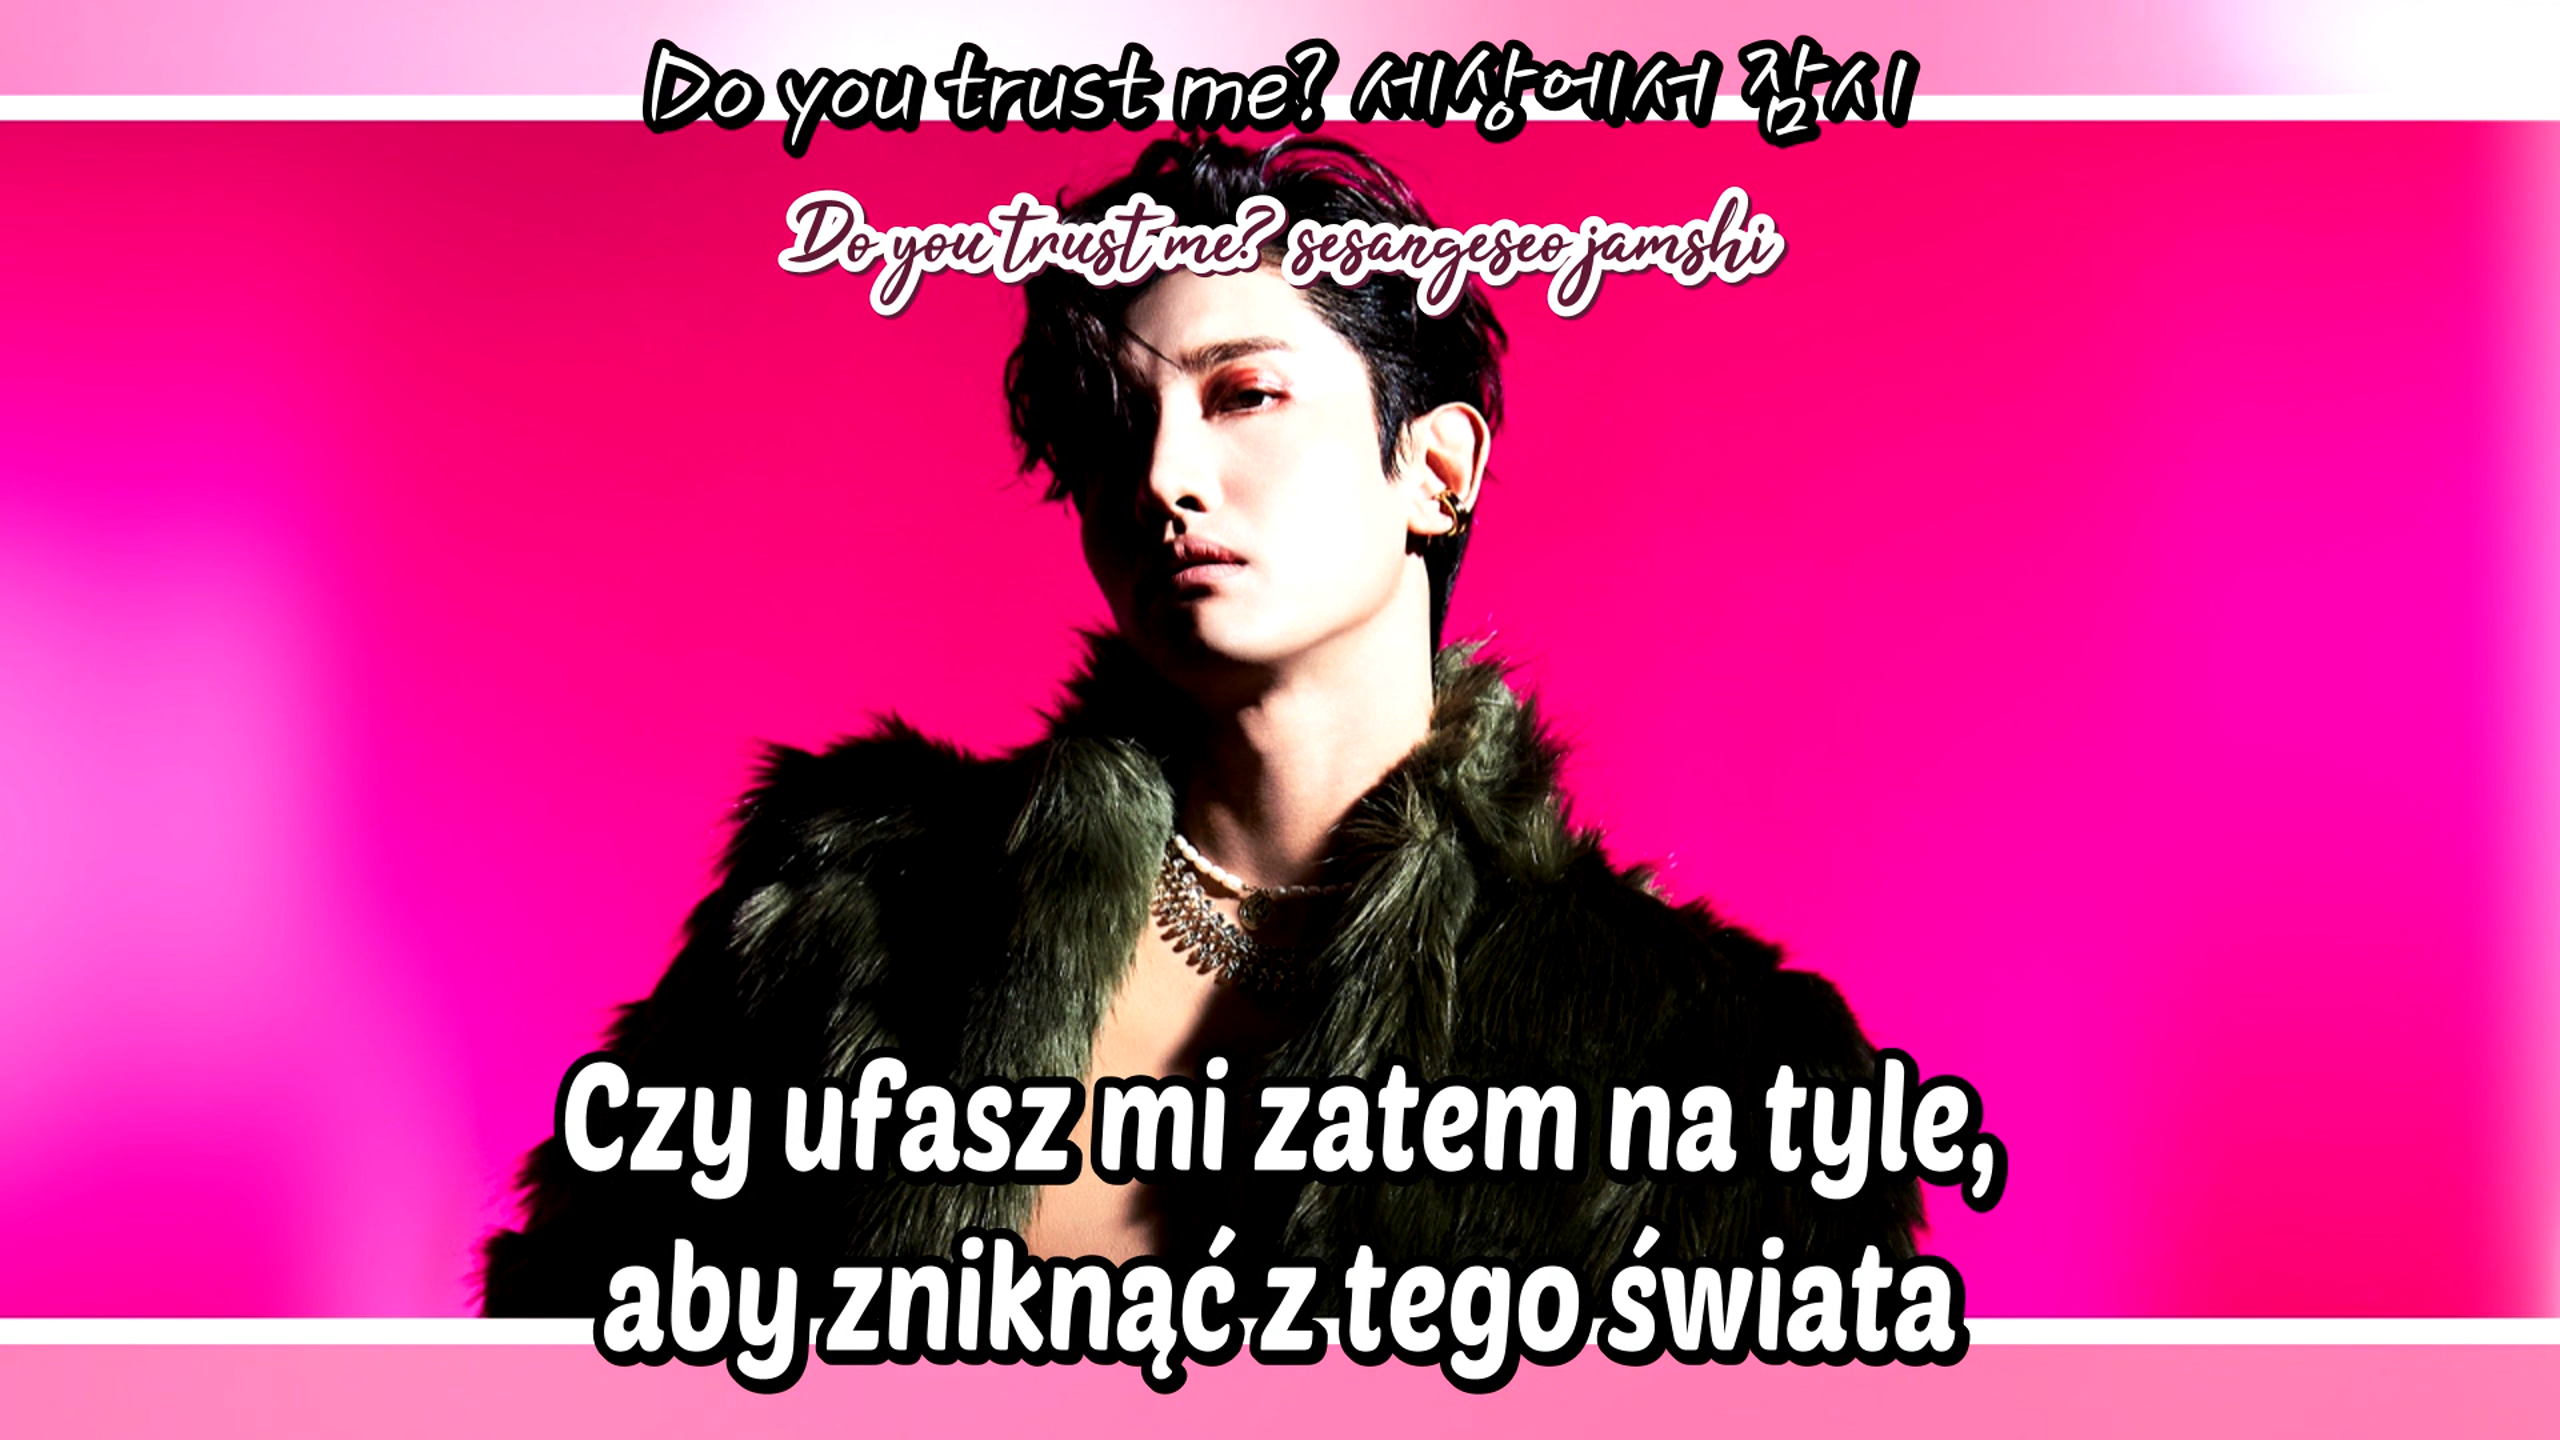 Do you trust me? 세상에서 잠시
Do you trust me? sesangeseo jamshi
Czy ufasz mi zatem na tyle,
aby zniknąć z tego świata